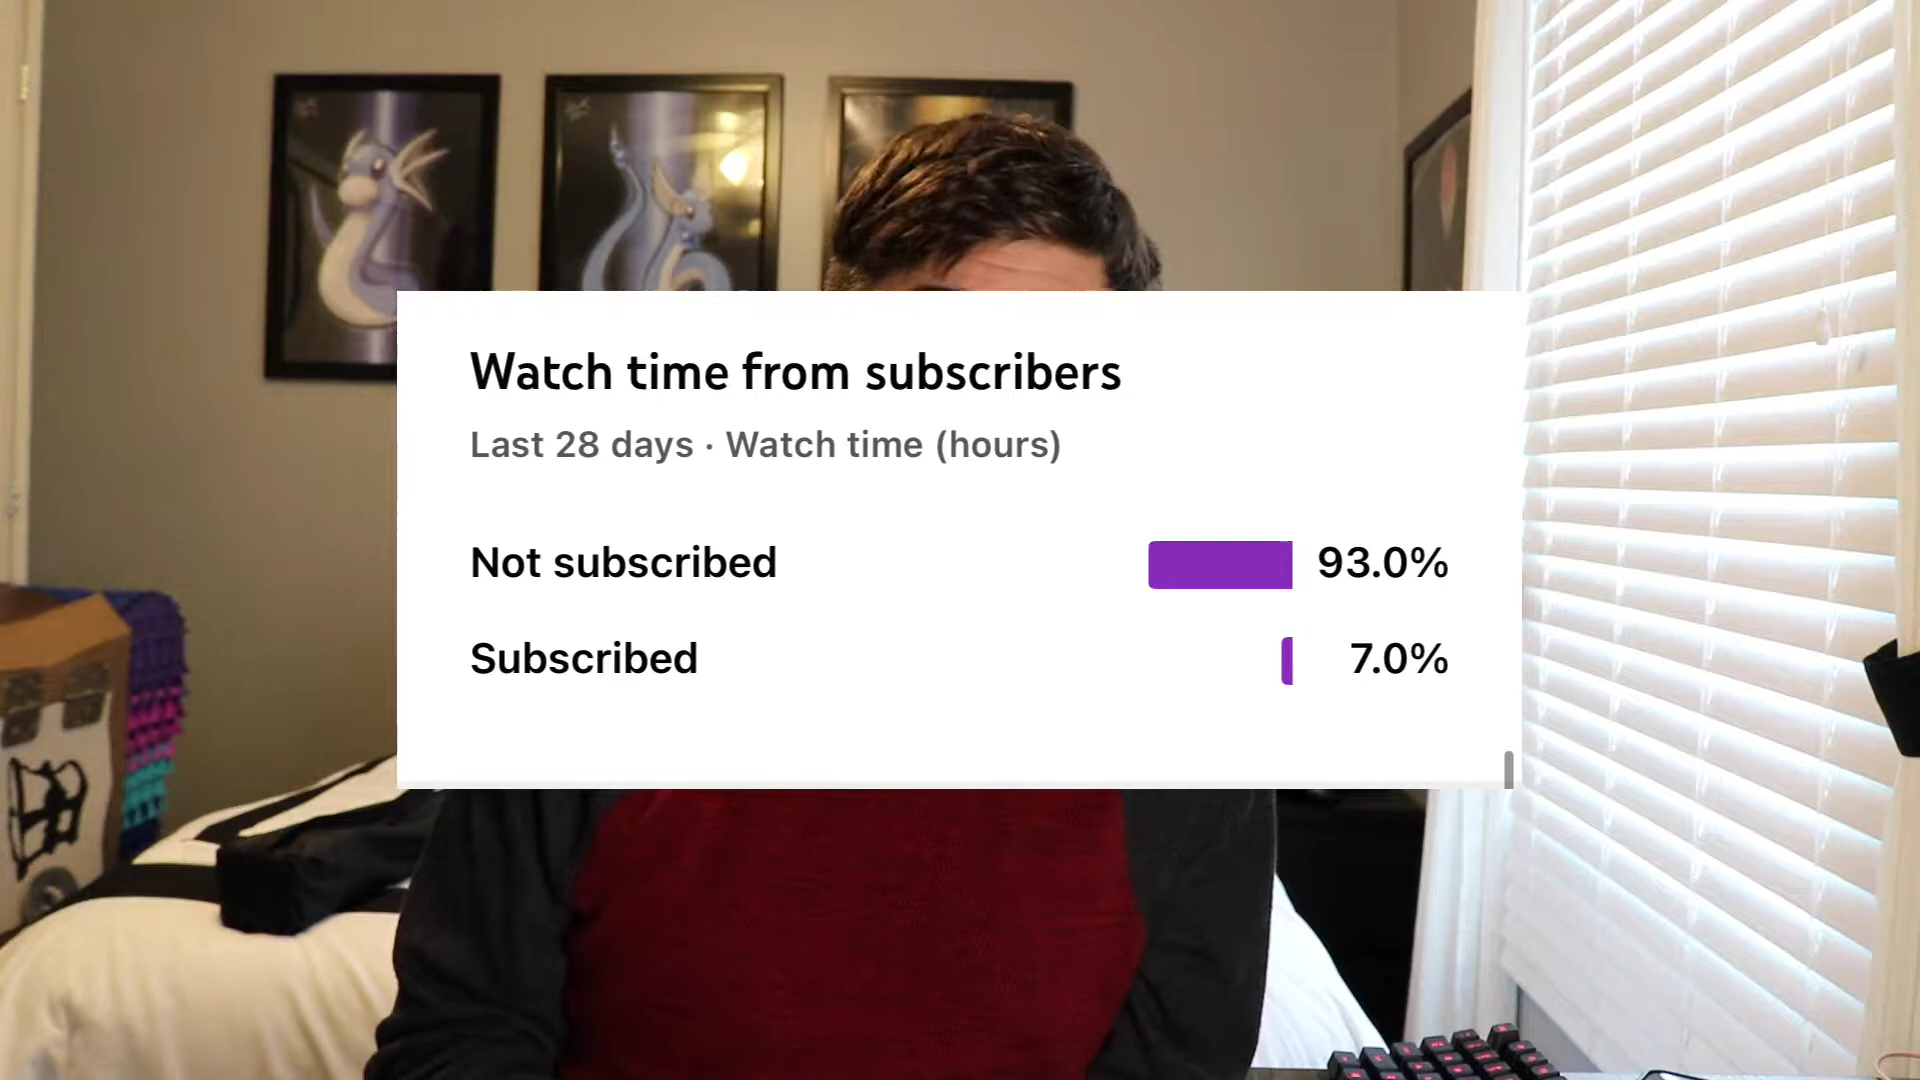 Watch time from subscribers
Last 28 days · Watch time (hours)
Not subscribed 93.0%
Subscribed 7.0%